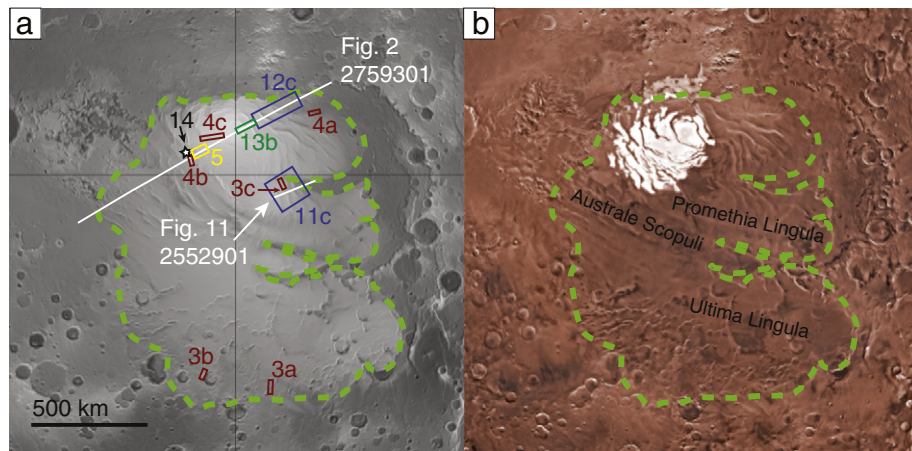 a
Fig. 2
2759301
12c
14
4c
4a
13b
5
4b
3c
11c
Fig. 11
2552901
3b
3a
500 km
b
Promethia Lingula
Australe Scopuli
Ultima Lingula